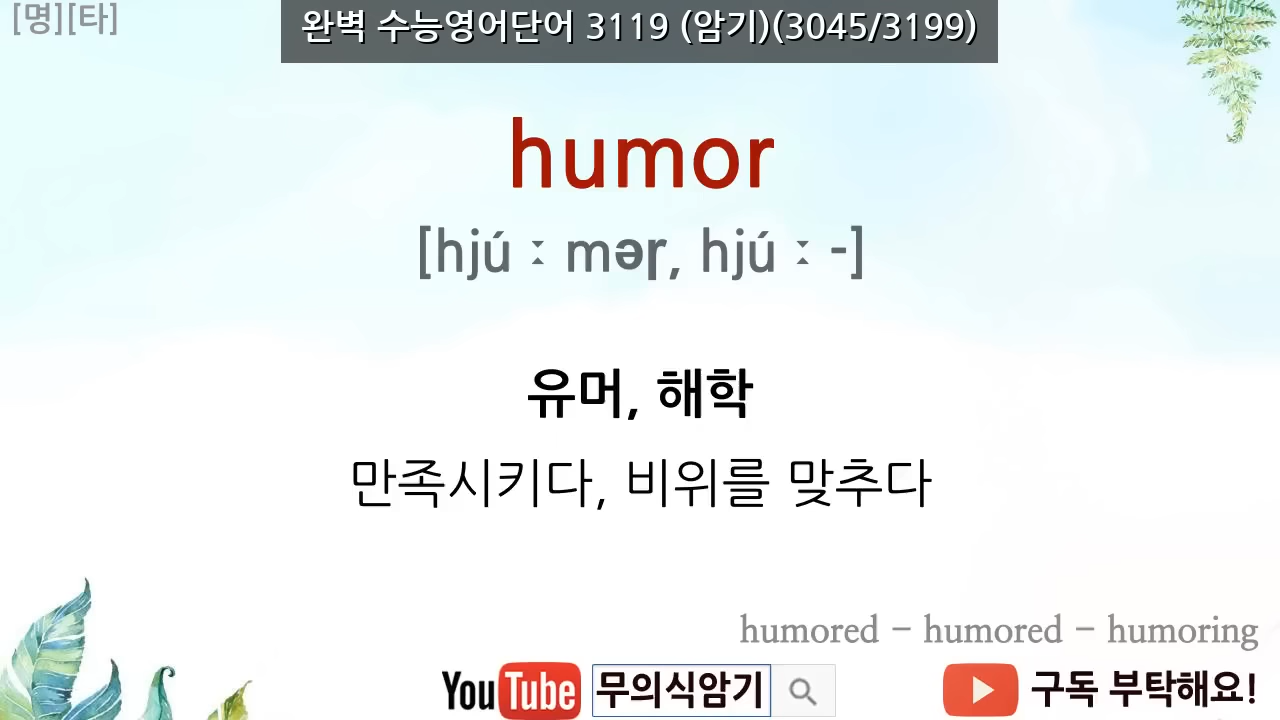 [명][타]
완벽 수능영어단어 3119 (암기)(3045/3199)
humor
[hjúːməɼ, hjúː-]
유머, 해학
만족시키다, 비위를 맞추다
humored - humored - humoring
YouTube 무의식암기 구독 부탁해요!